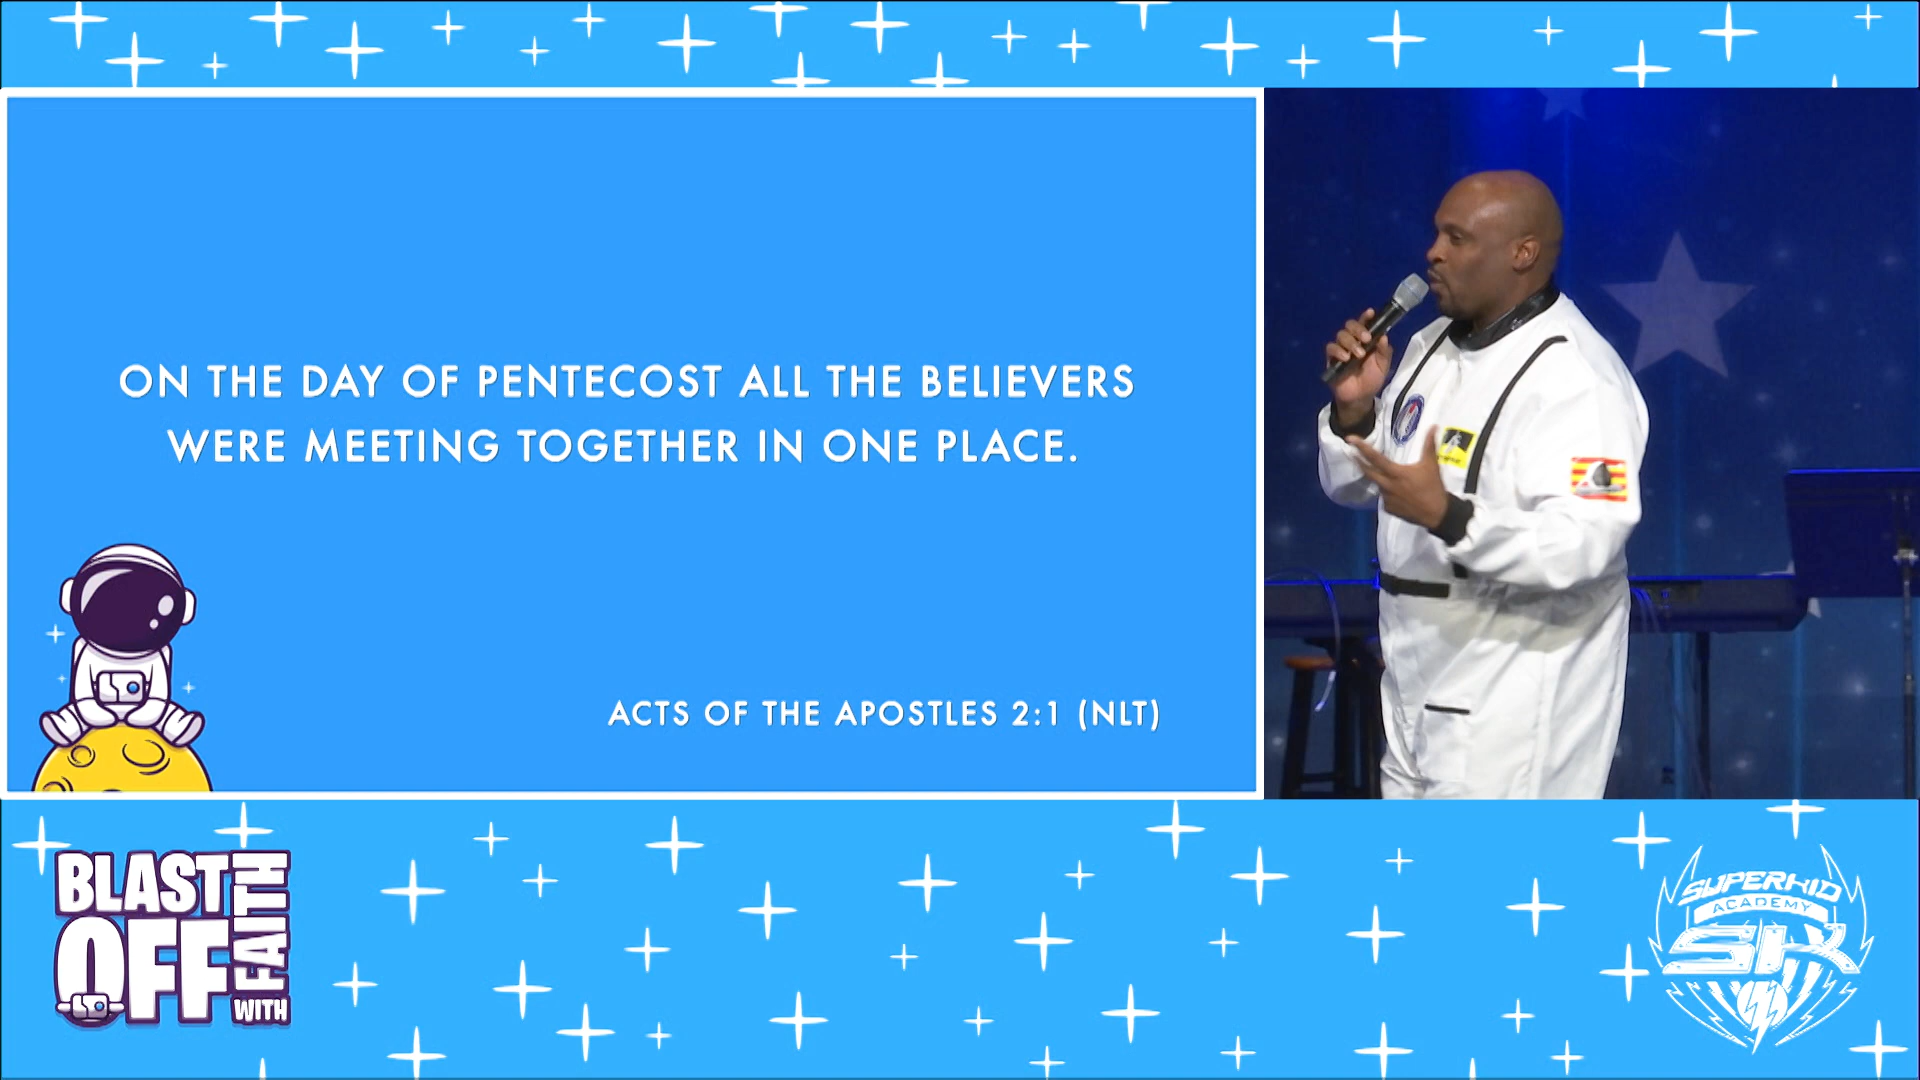 ON THE DAY OF PENTECOST ALL THE BELIEVERS
WERE MEETING TOGETHER IN ONE PLACE.
ACTS OF THE APOSTLES 2:1 (NLT)
BLAST
OFF
WITH FAITH
SUPERKID
ACADEMY
SK